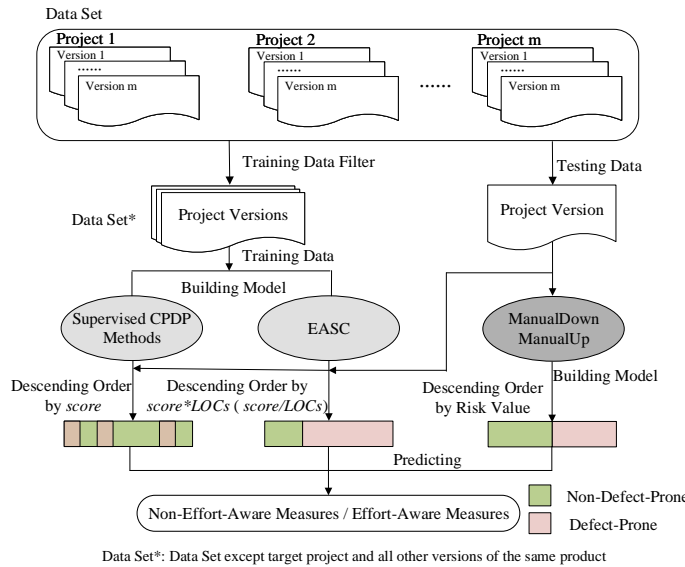 Data Set
Project 1
Project 2
Project m
Version 1
......
Version m
Version 1
......
Version m
......
Version 1
......
Version m
Training Data Filter
Testing Data
Data Set*
Project Versions
Project Version
Training Data
Building Model
Supervised CPDP
Methods
EASC
ManualDown
ManualUp
Descending Order
by score
Descending Order by
score*LOCs ( score/LOCs)
Descending Order
by Risk Value
Building Model
Predicting
Non-Effort-Aware Measures / Effort-Aware Measures
Non-Defect-Prone
Defect-Prone
Data Set*: Data Set except target project and all other versions of the same product